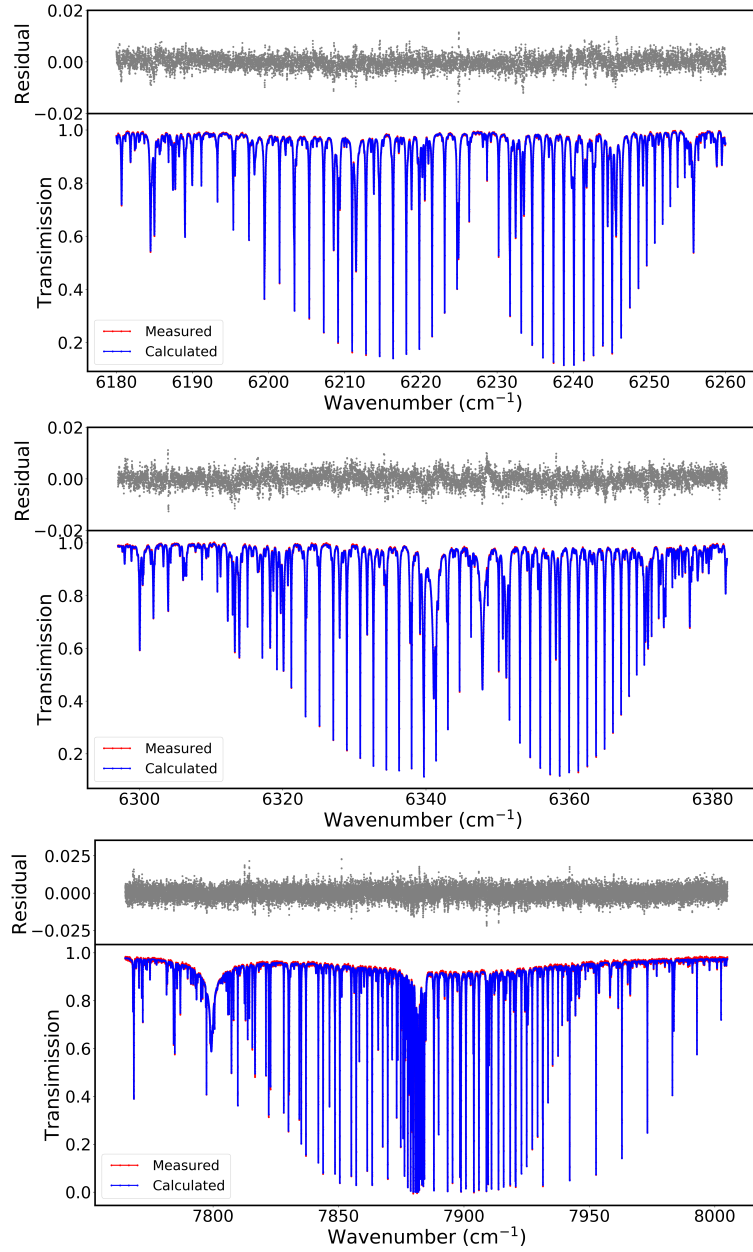 0.02
0.00
−0.02
Residual
1.0
0.8
0.6
0.4
0.2
Transimission
Measured
Calculated
6180 6190 6200 6210 6220 6230 6240 6250 6260
Wavenumber (cm⁻¹)
0.02
0.00
−0.02
Residual
1.0
0.8
0.6
0.4
0.2
Transimission
Measured
Calculated
6300 6320 6340 6360 6380
Wavenumber (cm⁻¹)
0.025
0.000
−0.025
Residual
1.0
0.8
0.6
0.4
0.2
0.0
Transimission
Measured
Calculated
7800 7850 7900 7950 8000
Wavenumber (cm⁻¹)